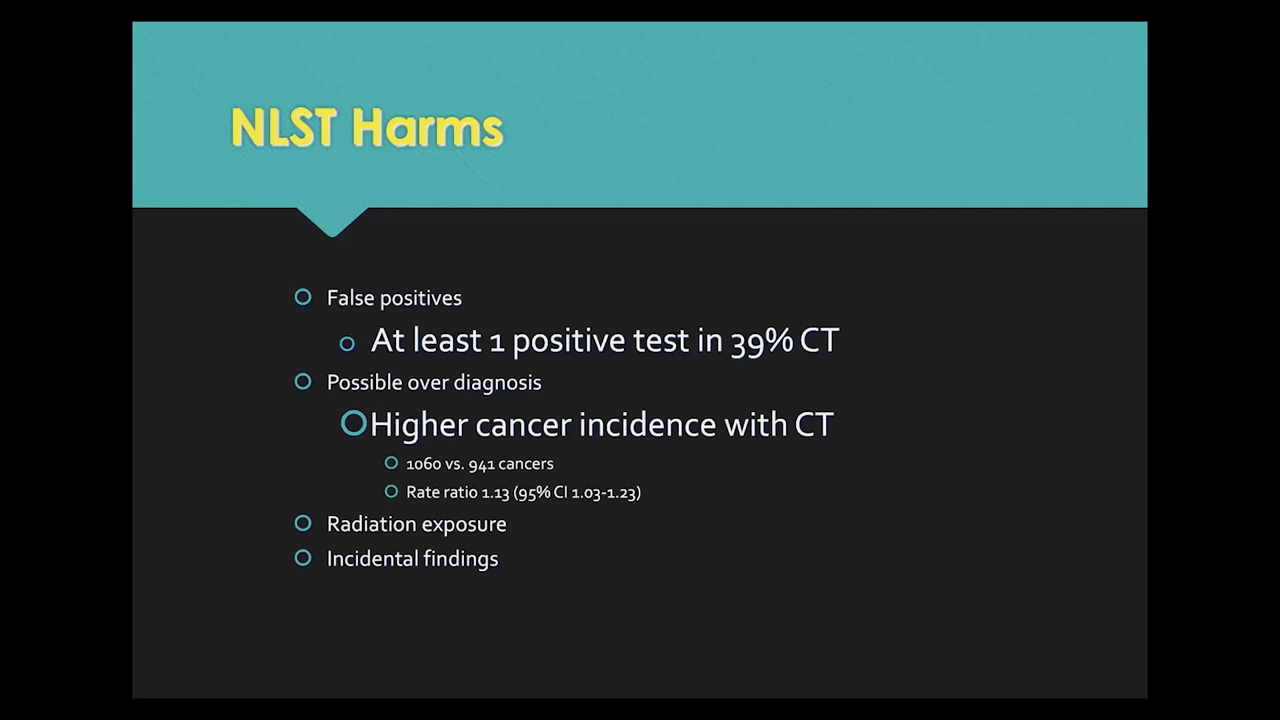 NLST Harms
False positives
At least 1 positive test in 39% CT
Possible over diagnosis
Higher cancer incidence with CT
1060 vs. 941 cancers
Rate ratio 1.13 (95% CI 1.03-1.23)
Radiation exposure
Incidental findings